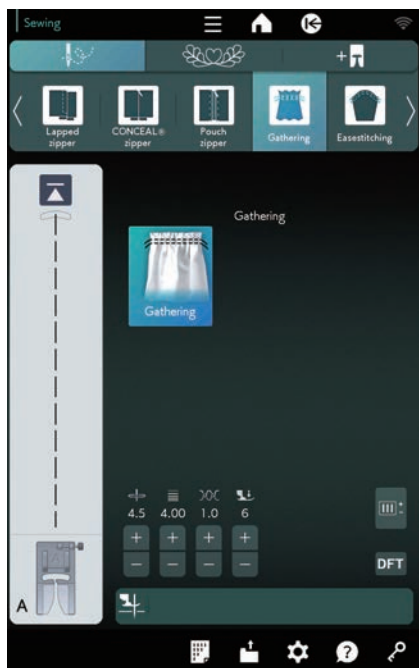 Sewing
Lapped
zipper
CONCEAL®
zipper
Pouch
zipper
Gathering
Easestitching
Gathering
Gathering
4.5 4.00 1.0 6
+ + + +
- - - -
DFT
A